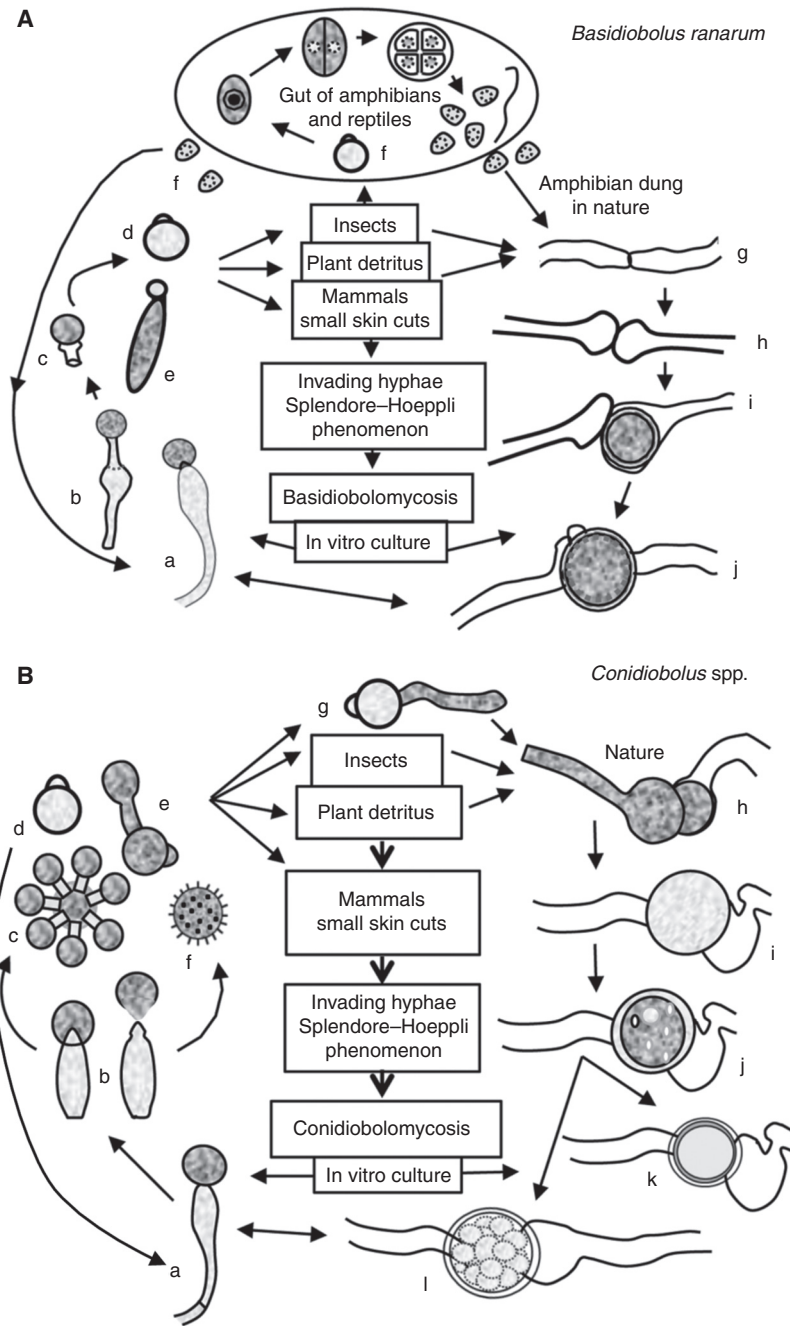 A
Basidiobolus ranarum
Gut of amphibians
and reptiles
f
f
Amphibian dung
in nature
d
Insects
Plant detritus
Mammals
small skin cuts
g
c
e
h
Invading hyphae
Splendore–Hoeppli
phenomenon
i
b
Basidiobolomycosis
In vitro culture
a
j
B
Conidiobolus spp.
g
Insects
Nature
Plant detritus
e
d
h
c
Mammals
small skin cuts
f
i
Invading hyphae
Splendore–Hoeppli
phenomenon
b
j
Conidiobolomycosis
In vitro culture
k
a
l